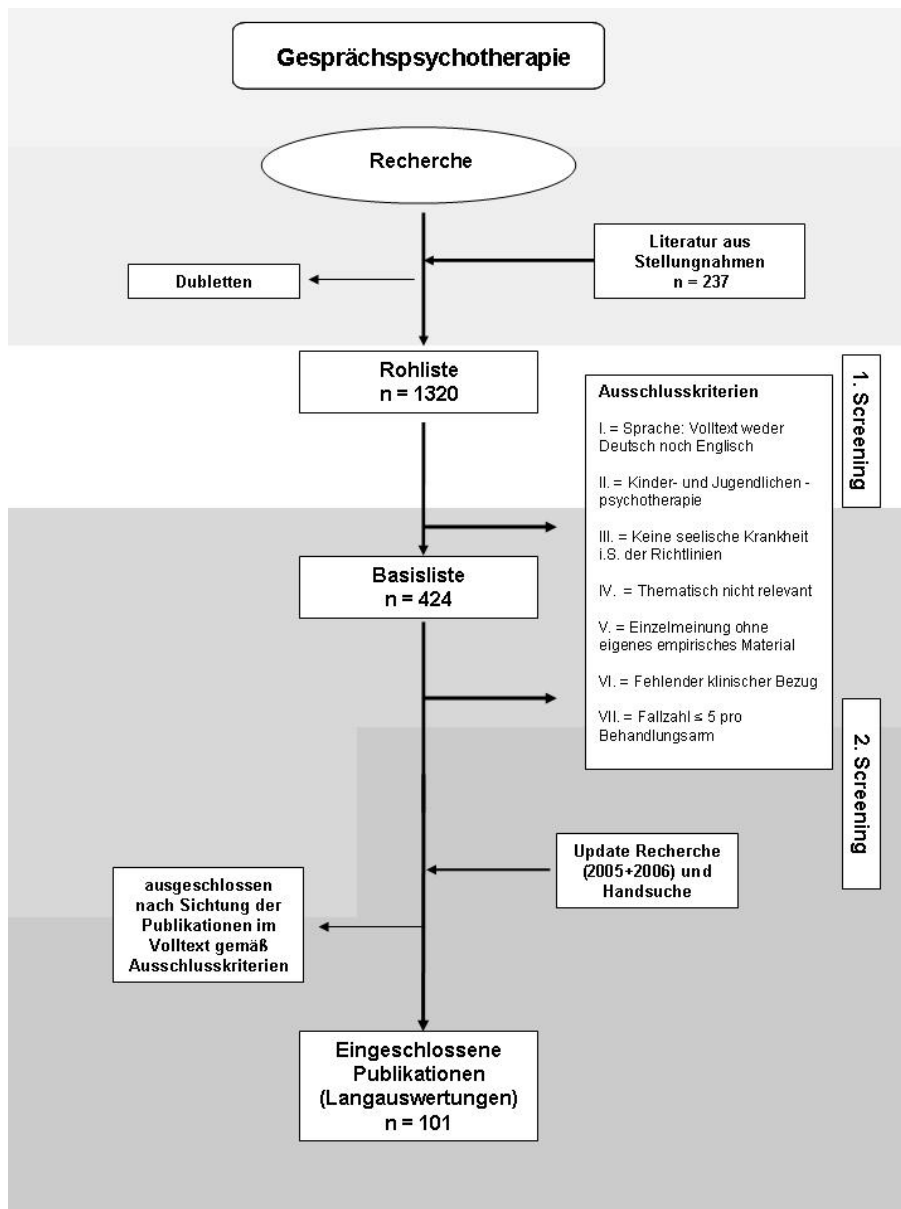 Gesprächspsychotherapie
Recherche
Literatur aus
Stellungnahmen
n = 237
Dubletten
Rohliste
n = 1320
1. Screening
Ausschlusskriterien
I. = Sprache: Volltext weder
Deutsch noch Englisch
II. = Kinder- und Jugendlichen -
psychotherapie
III. = Keine seelische Krankheit
i.S. der Richtlinien
IV. = Thematisch nicht relevant
V. = Einzelmeinung ohne
eigenes empirisches Material
VI. = Fehlender klinischer Bezug
VII. = Fallzahl ≤ 5 pro
Behandlungsarm
Basisliste
n = 424
2. Screening
Update Recherche
(2005+2006) und
Handsuche
ausgeschlossen
nach Sichtung der
Publikationen im
Volltext gemäß
Ausschlusskriterien
Eingeschlossene
Publikationen
(Langauswertungen)
n = 101